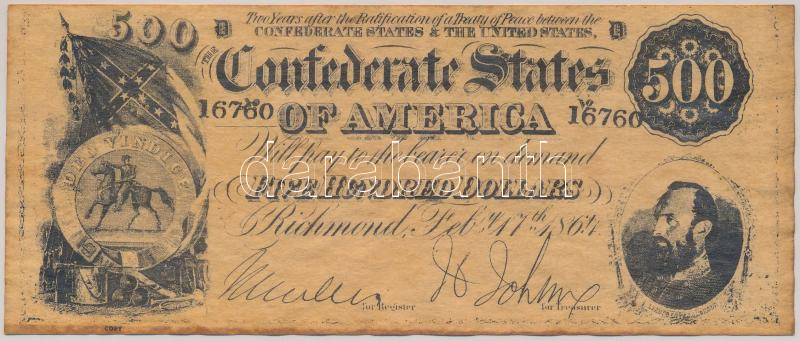 500 D Two Years after the Ratification of a Treaty of Peace between the D
CONFEDERATE STATES & THE UNITED STATES,
THE
Confederate States
500
16760 16760
OF AMERICA
DEO VINDICE
Will pay to the bearer on demand
darabanth
FIVE HUNDRED DOLLARS
Richmond, Feby. 17th 1864
for Register for Treasurer
COPY